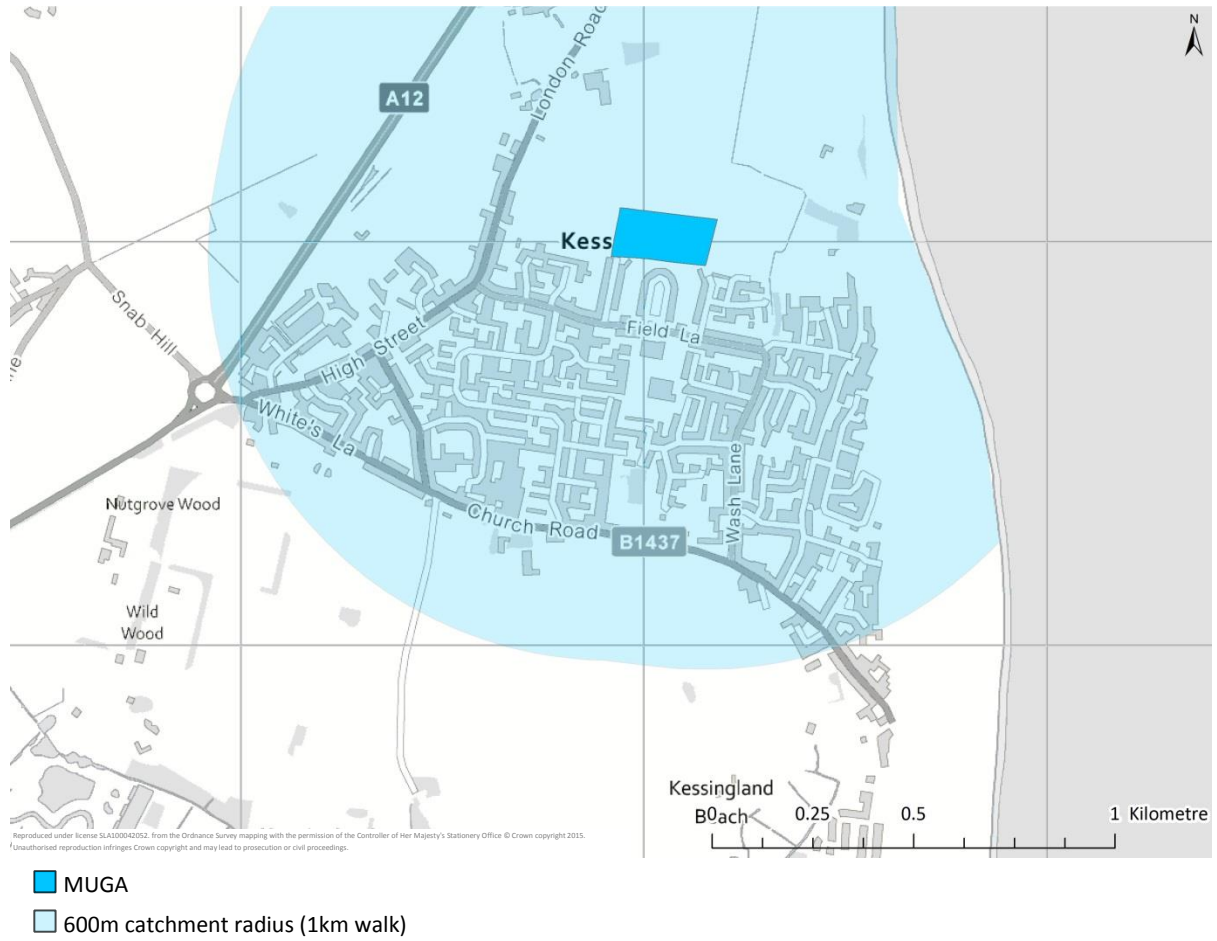 N
London Road
A12
Kess
Snab Hill
High Street
Field La
White's La
Wash Lane
Church Road
B1437
Nutgrove Wood
Wild
Wood
Kessingland
B ach
0 0.25 0.5 1 Kilometre
Reproduced under license SLA100042052. from the Ordnance Survey mapping with the permission of the Controller of Her Majesty's Stationery Office © Crown copyright 2015.
Unauthorised reproduction infringes Crown copyright and may lead to prosecution or civil proceedings.
MUGA
600m catchment radius (1km walk)